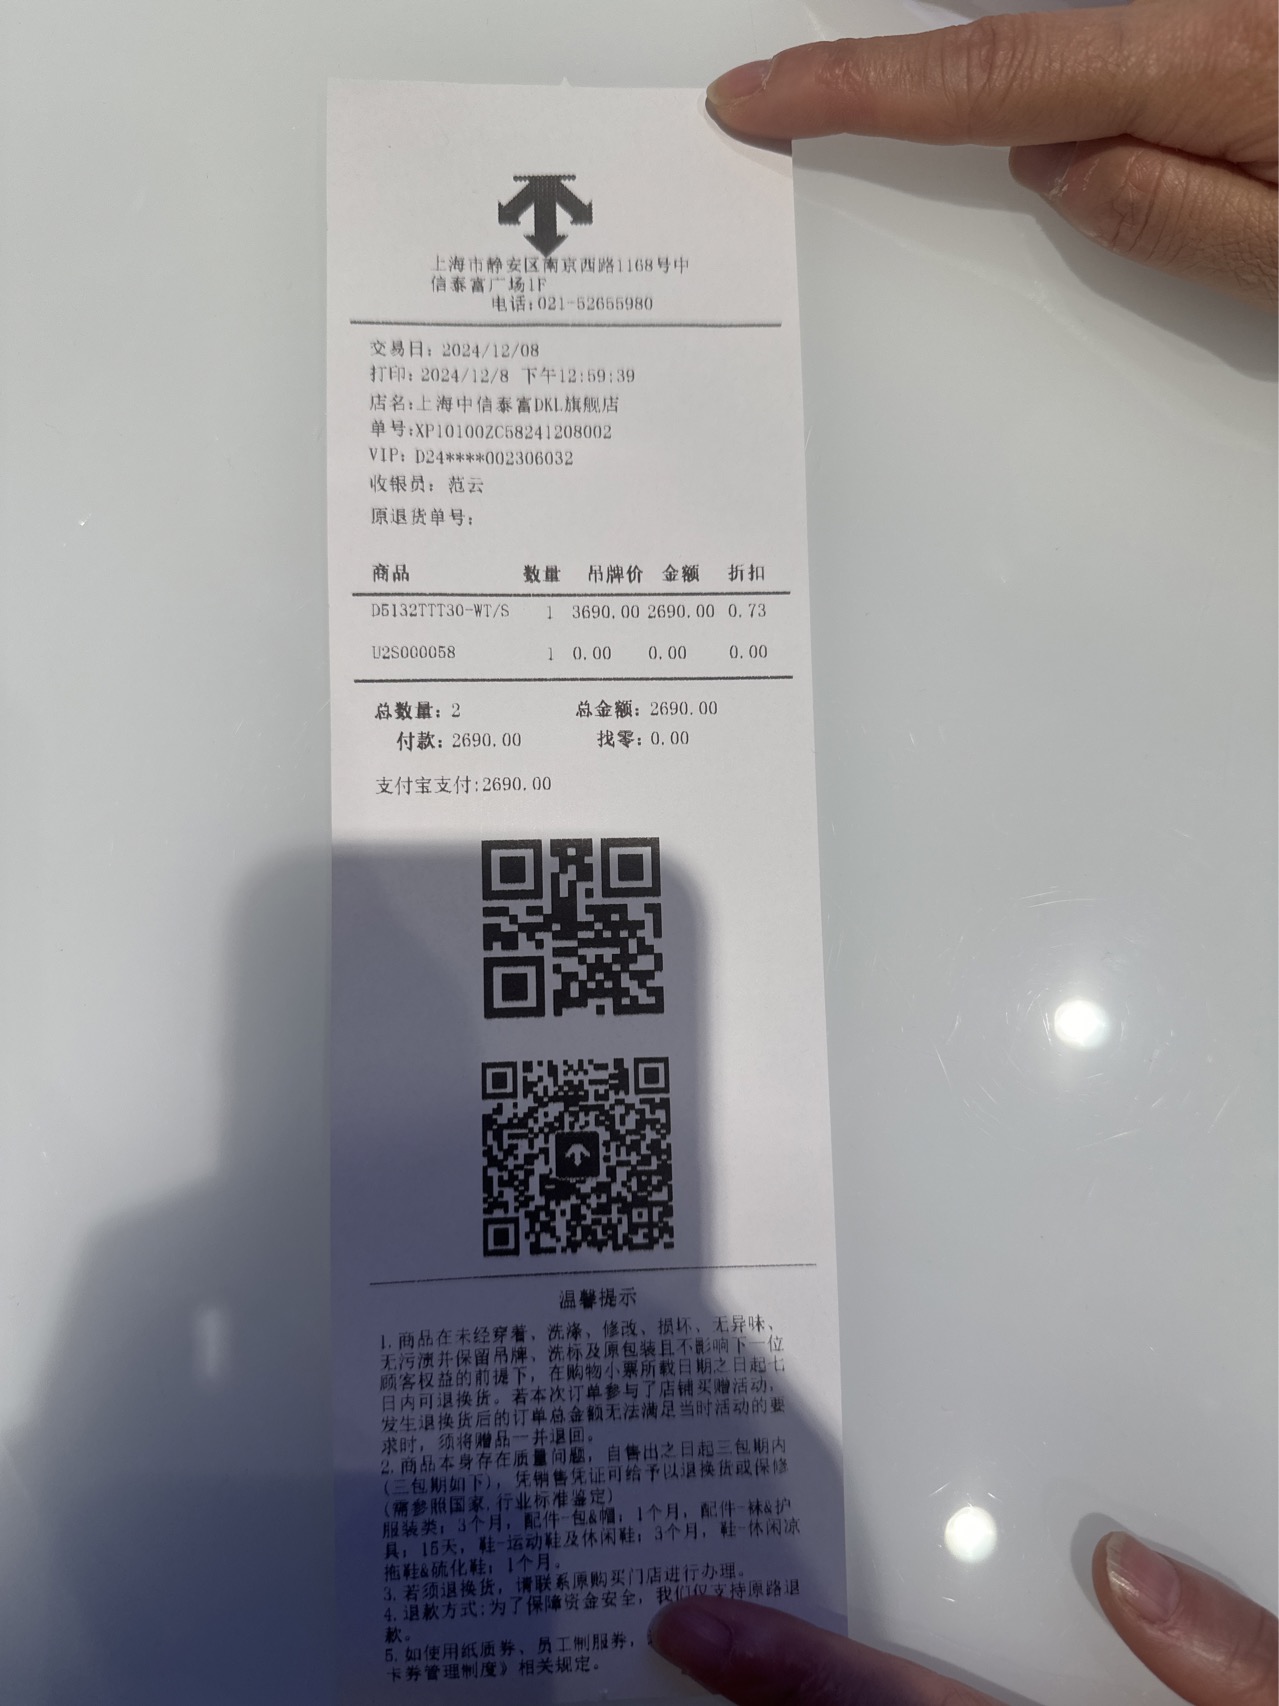 上海市静安区南京西路1168号中
信泰富广场1F
电话:021-52655980
交易日: 2024/12/08
打印: 2024/12/8 下午12:59:39
店名:上海中信泰富DKL旗舰店
单号:XP10100ZC58241208002
VIP: D24****002306032
收银员: 范云
原退货单号:
商品 数量 吊牌价 金额 折扣
D5132TTT30-WT/S 1 3690.00 2690.00 0.73
U2S000058 1 0.00 0.00 0.00
总数量: 2 总金额: 2690.00
付款: 2690.00 找零: 0.00
支付宝支付:2690.00
温馨提示
1. 商品在未经穿着、洗涤、修改、损坏、无异味、
无污渍并保留吊牌、洗标及原包装且不影响下一位
顾客权益的前提下，在购物小票所载日期之日起七
日内可退换货。若本次订单参与了店铺买赠活动,
发生退换货后的订单总金额无法满足当时活动的要
求时，须将赠品一并退回。
2. 商品本身存在质量问题，自售出之日起三包期内
(三包期如下)，凭销售凭证可给予以退换货或保修
(需参照国家,行业标准鉴定)
服装类: 3个月, 配件-包&帽: 1个月, 配件-袜&护
具: 15天, 鞋-运动鞋及休闲鞋: 3个月, 鞋-休闲凉
拖鞋&硫化鞋: 1个月。
3. 若须退换货，请联系原购买门店进行办理。
4. 退款方式:为了保障资金安全，我们仅支持原路退
款。
5. 如使用纸质券、员工制服券，
卡券管理制度》相关规定。